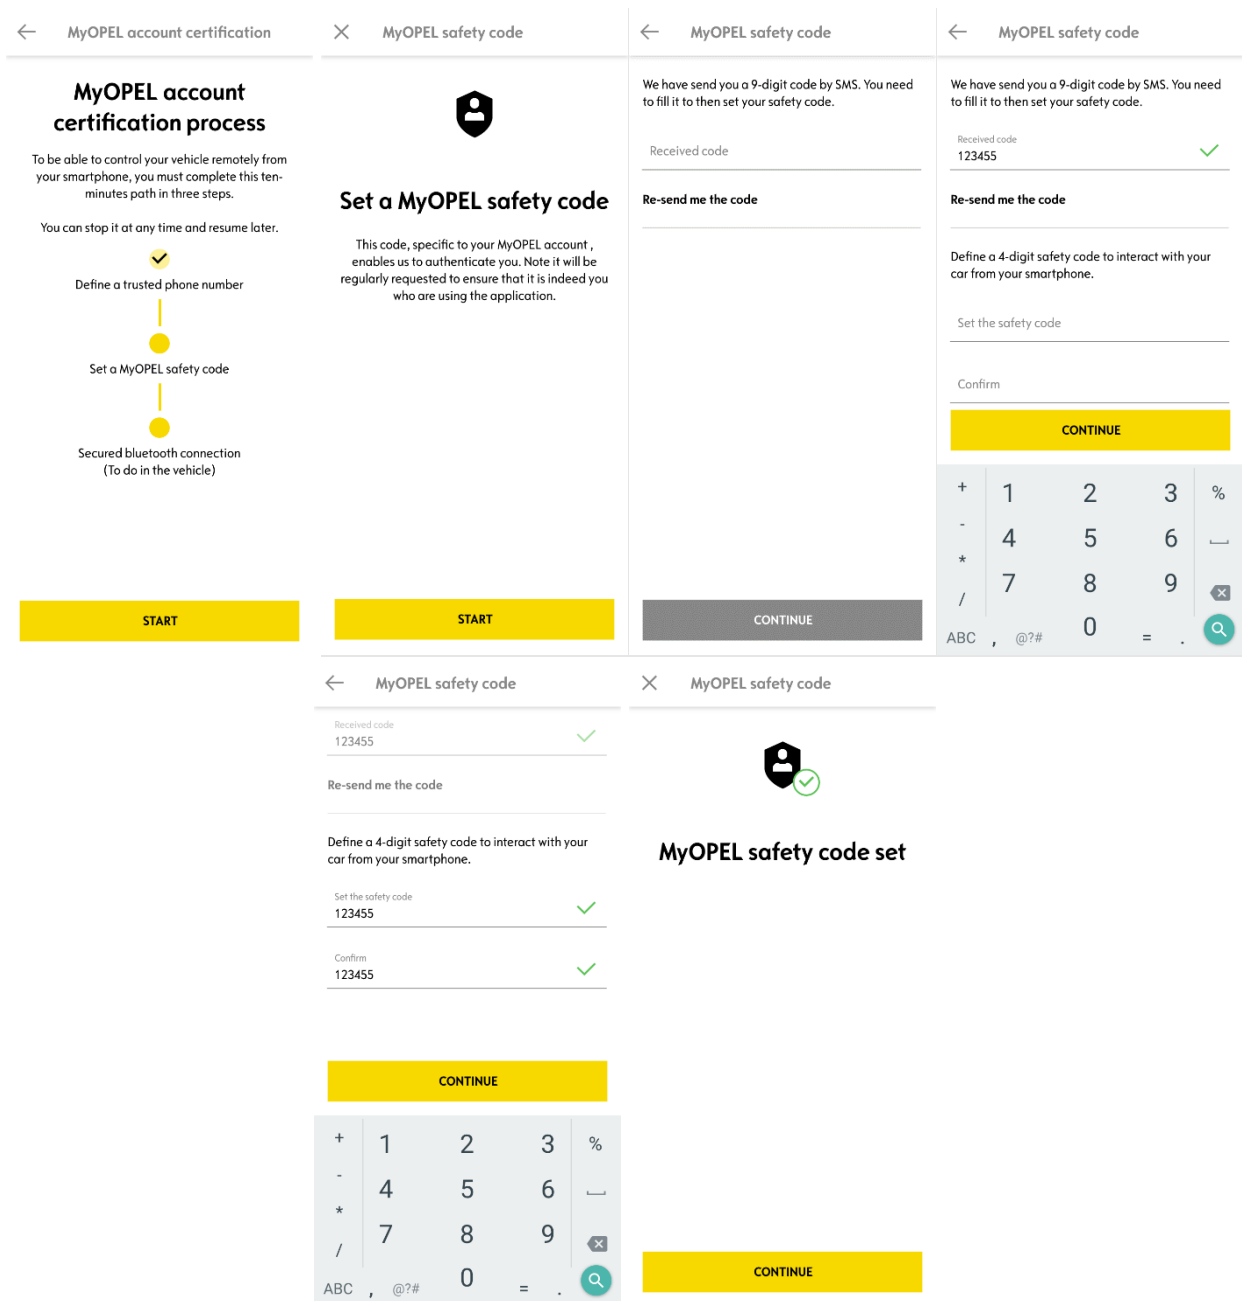 MyOPEL account certification
MyOPEL account
certification process
To be able to control your vehicle remotely from
your smartphone, you must complete this ten-
minutes path in three steps.
You can stop it at any time and resume later.
Define a trusted phone number
Set a MyOPEL safety code
Secured bluetooth connection
(To do in the vehicle)
START
MyOPEL safety code
Set a MyOPEL safety code
This code, specific to your MyOPEL account ,
enables us to authenticate you. Note it will be
regularly requested to ensure that it is indeed you
who are using the application.
START
MyOPEL safety code
We have send you a 9-digit code by SMS. You need
to fill it to then set your safety code.
Received code
Re-send me the code
CONTINUE
MyOPEL safety code
We have send you a 9-digit code by SMS. You need
to fill it to then set your safety code.
Received code
123455
Re-send me the code
Define a 4-digit safety code to interact with your
car from your smartphone.
Set the safety code
Confirm
CONTINUE
+ 1 2 3 %
- 4 5 6
* 7 8 9
/ 0
ABC , @?# = .
MyOPEL safety code
Received code
123455
Re-send me the code
Define a 4-digit safety code to interact with your
car from your smartphone.
Set the safety code
123455
Confirm
123455
CONTINUE
+ 1 2 3 %
- 4 5 6
* 7 8 9
/ 0
ABC , @?# = .
MyOPEL safety code
MyOPEL safety code set
CONTINUE